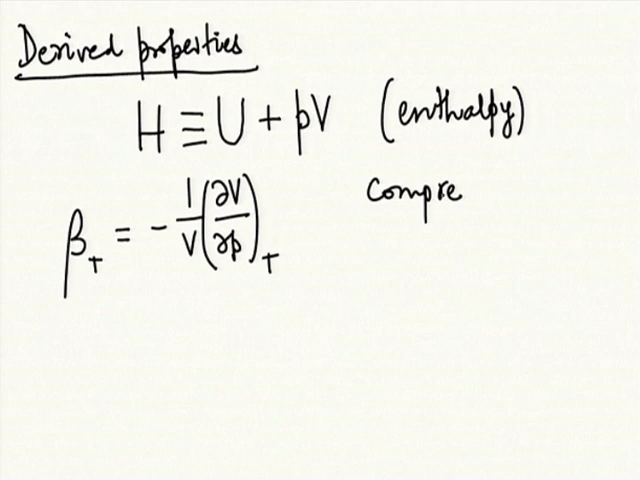 Derived properties
H ≡ U + pV (enthalpy)
β_T = - 1/V (∂V/∂p)_T compre